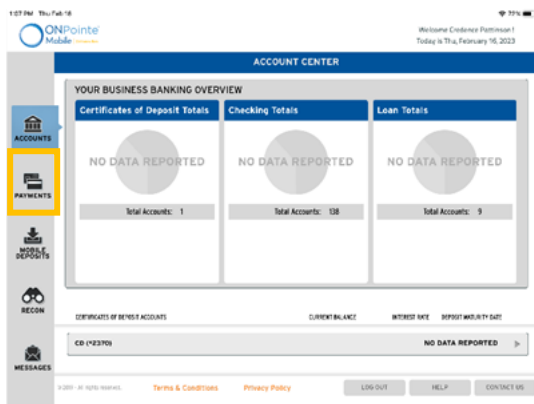 1:07 PM Thu Feb 16
ONPointe
Mobile
Welcome Credence Pattinson!
Today is Thu, February 16, 2023
ACCOUNT CENTER
YOUR BUSINESS BANKING OVERVIEW
Certificates of Deposit Totals
Checking Totals
Loan Totals
NO DATA REPORTED
NO DATA REPORTED
NO DATA REPORTED
Total Accounts: 1
Total Accounts: 138
Total Accounts: 9
ACCOUNTS
PAYMENTS
MOBILE
DEPOSITS
RECON
MESSAGES
CERTIFICATES OF DEPOSIT ACCOUNTS
CURRENT BALANCE
INTEREST RATE
DEPOSIT MATURITY DATE
CD (*2370)
NO DATA REPORTED
All rights reserved.
Terms & Conditions
Privacy Policy
LOG OUT
HELP
CONTACT US